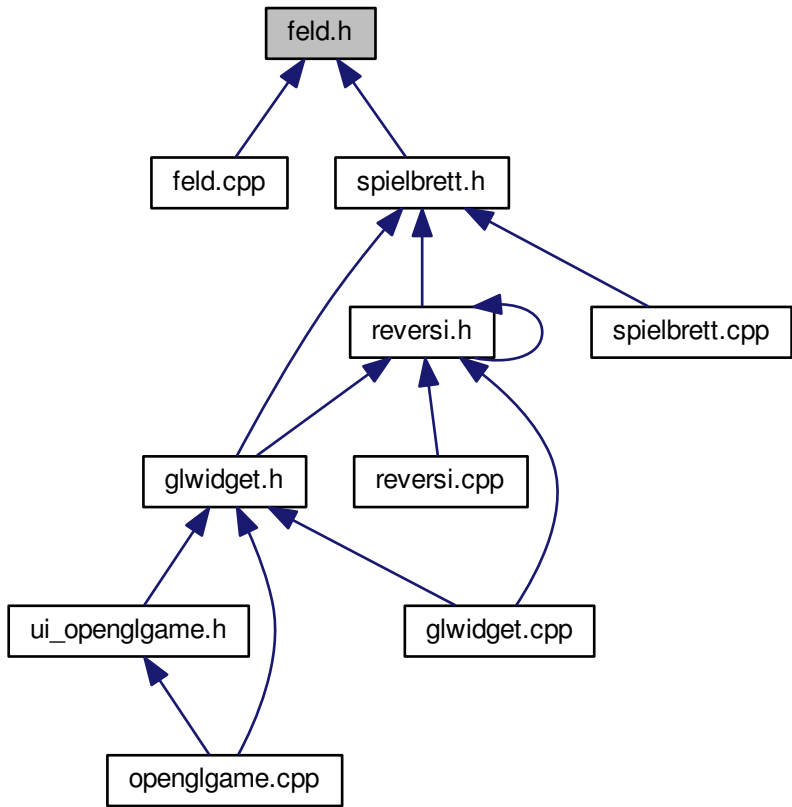 feld.h
feld.cpp
spielbrett.h
reversi.h
spielbrett.cpp
glwidget.h
reversi.cpp
ui_openglgame.h
glwidget.cpp
openglgame.cpp